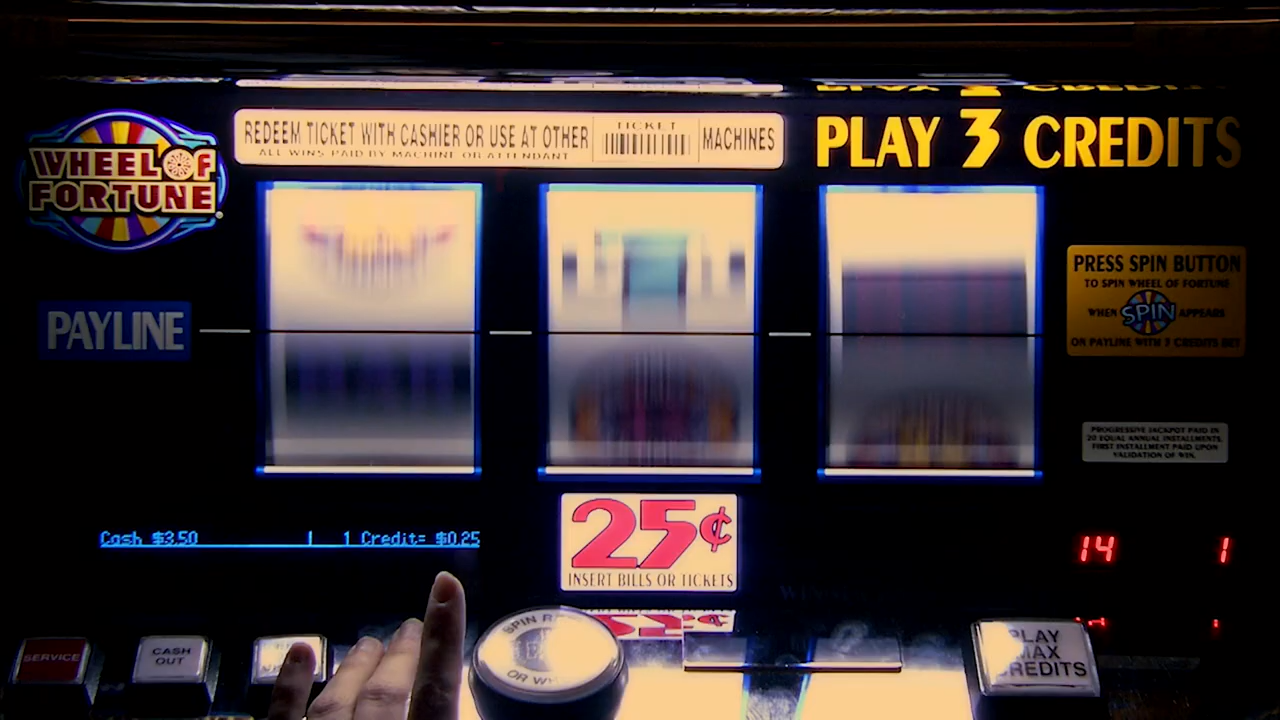 PLAY 3 CREDITS
REDEEM TICKET WITH CASHIER OR USE AT OTHER
TICKET
MACHINES
ALL WINS PAID BY MACHINE OR ATTENDANT
WHEEL OF
FORTUNE
PAYLINE
PRESS SPIN BUTTON
TO SPIN WHEEL OF FORTUNE
WHEN SPIN APPEARS
ON PAYLINE WITH 3 CREDITS BET
PROGRESSIVE JACKPOT PAID IN
20 EQUAL ANNUAL INSTALLMENTS,
FIRST INSTALLMENT PAID UPON
VALIDATION OF WIN.
25¢
INSERT BILLS OR TICKETS
Cash $3.50 | 1 Credit= $0.25
14 1
SERVICE
CASH
OUT
SPIN
OR
PLAY
MAX
CREDITS